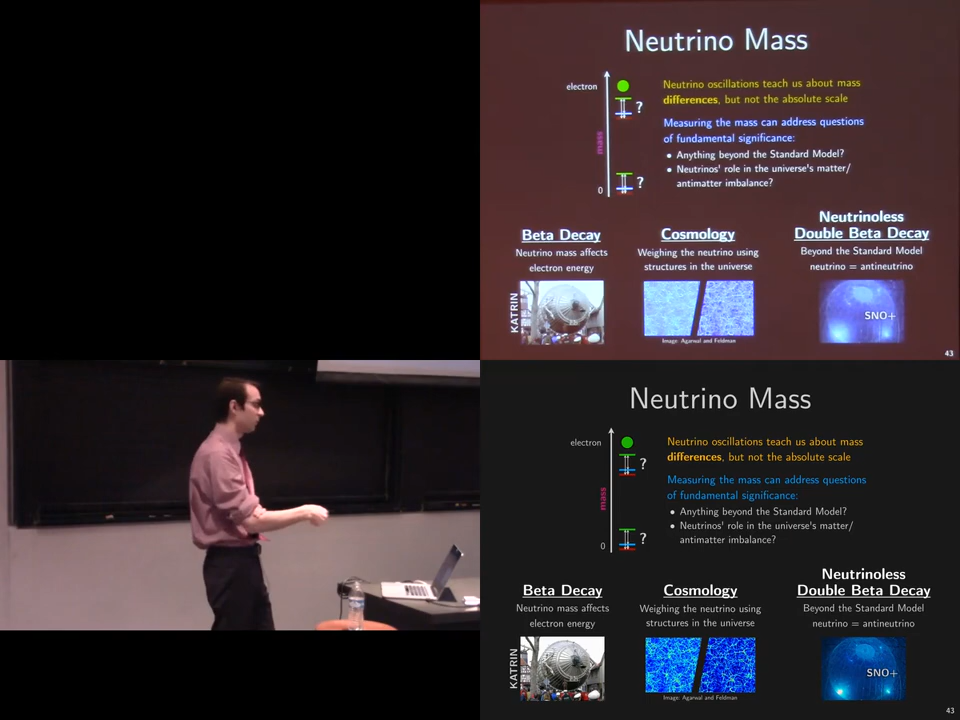 Neutrino Mass
electron
mass
0
?
?
Neutrino oscillations teach us about mass
differences, but not the absolute scale
Measuring the mass can address questions
of fundamental significance:
• Anything beyond the Standard Model?
• Neutrinos' role in the universe's matter/
antimatter imbalance?
Beta Decay
Neutrino mass affects
electron energy
KATRIN
Cosmology
Weighing the neutrino using
structures in the universe
Image: Agarwal and Feldman
Neutrinoless
Double Beta Decay
Beyond the Standard Model
neutrino = antineutrino
SNO+
43
Neutrino Mass
electron
mass
0
?
?
Neutrino oscillations teach us about mass
differences, but not the absolute scale
Measuring the mass can address questions
of fundamental significance:
• Anything beyond the Standard Model?
• Neutrinos' role in the universe's matter/
antimatter imbalance?
Beta Decay
Neutrino mass affects
electron energy
KATRIN
Cosmology
Weighing the neutrino using
structures in the universe
Image: Agarwal and Feldman
Neutrinoless
Double Beta Decay
Beyond the Standard Model
neutrino = antineutrino
SNO+
43